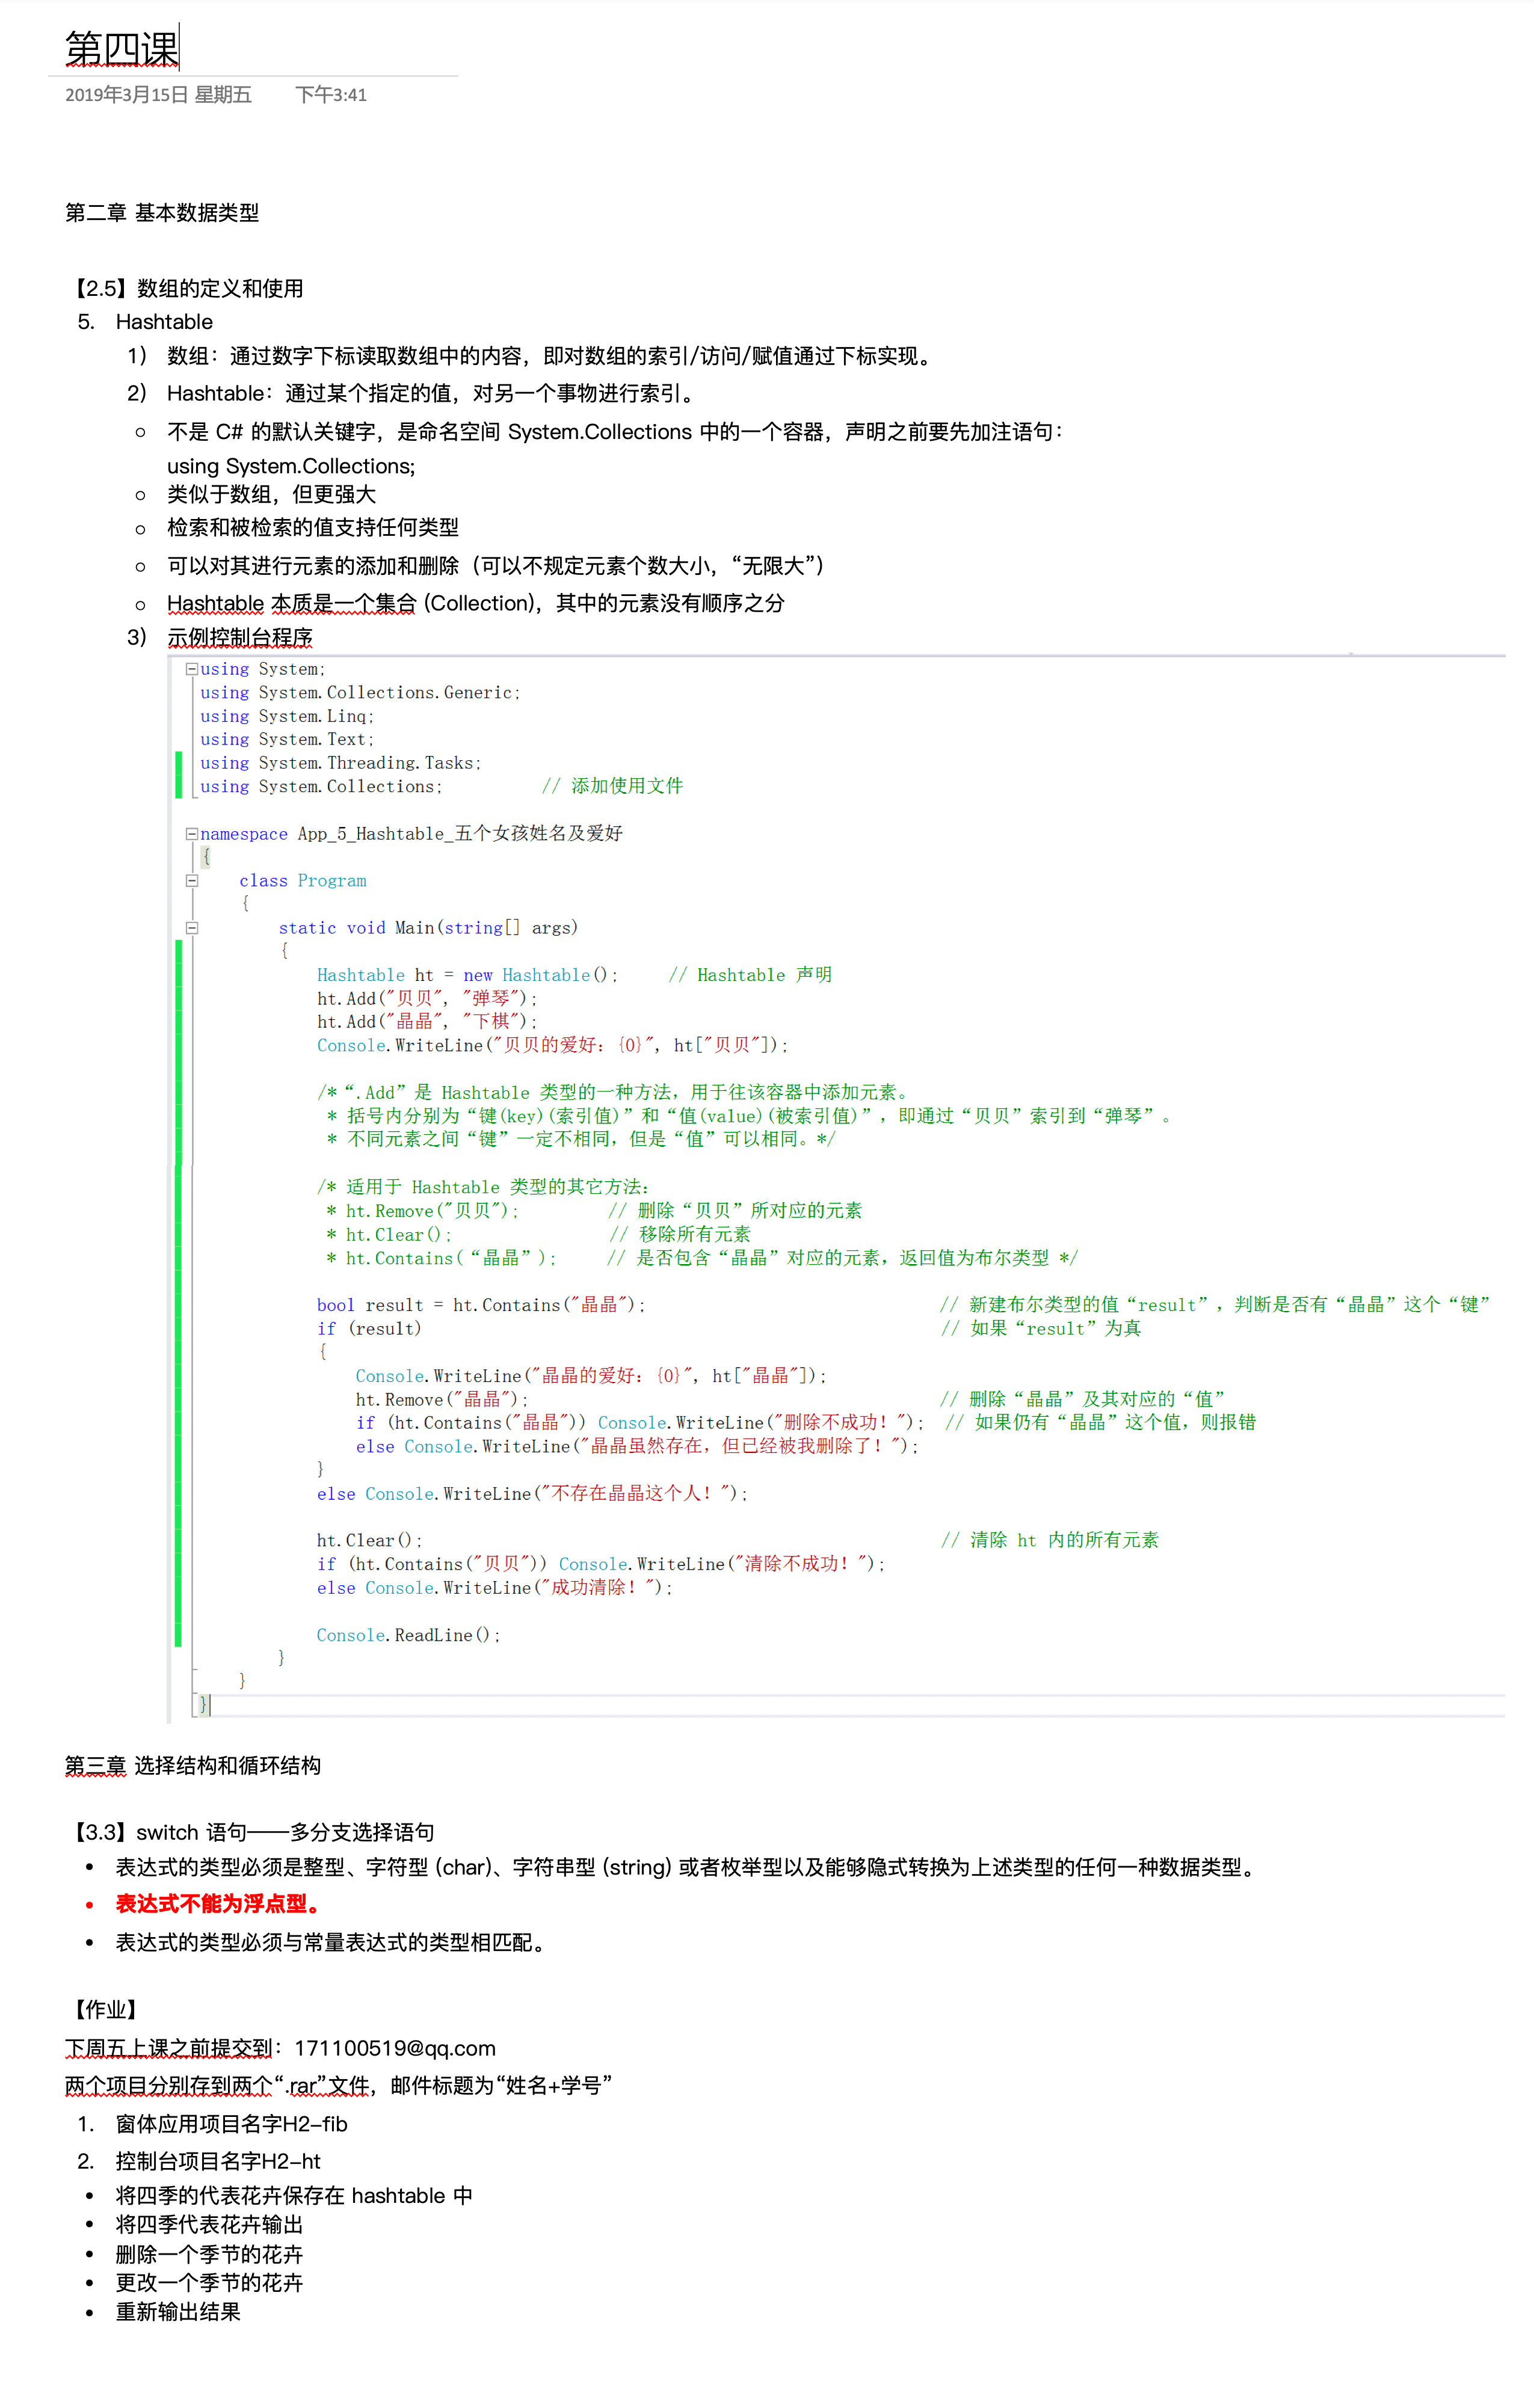 第四课
2019年3月15日 星期五 下午3:41
第二章 基本数据类型
【2.5】数组的定义和使用
5. Hashtable
1) 数组：通过数字下标读取数组中的内容，即对数组的索引/访问/赋值通过下标实现。
2) Hashtable：通过某个指定的值，对另一个事物进行索引。
○ 不是 C# 的默认关键字，是命名空间 System.Collections 中的一个容器，声明之前要先加注语句：
using System.Collections;
○ 类似于数组，但更强大
○ 检索和被检索的值支持任何类型
○ 可以对其进行元素的添加和删除（可以不规定元素个数大小，“无限大”）
○ Hashtable 本质是一个集合 (Collection)，其中的元素没有顺序之分
3) 示例控制台程序
using System;
using System.Collections.Generic;
using System.Linq;
using System.Text;
using System.Threading.Tasks;
using System.Collections; // 添加使用文件
namespace App_5_Hashtable_五个女孩姓名及爱好
{
class Program
{
static void Main(string[] args)
{
Hashtable ht = new Hashtable(); // Hashtable 声明
ht.Add("贝贝", "弹琴");
ht.Add("晶晶", "下棋");
Console.WriteLine("贝贝的爱好：{0}", ht["贝贝"]);
/* “.Add”是 Hashtable 类型的一种方法，用于往该容器中添加元素。
* 括号内分别为“键(key)(索引值)”和“值(value)(被索引值)”，即通过“贝贝”索引到“弹琴”。
* 不同元素之间“键”一定不相同，但是“值”可以相同。*/
/* 适用于 Hashtable 类型的其它方法：
* ht.Remove("贝贝"); // 删除“贝贝”所对应的元素
* ht.Clear(); // 移除所有元素
* ht.Contains(“晶晶”); // 是否包含“晶晶”对应的元素，返回值为布尔类型 */
bool result = ht.Contains("晶晶"); // 新建布尔类型的值“result”，判断是否有“晶晶”这个“键”
if (result) // 如果“result”为真
{
Console.WriteLine("晶晶的爱好：{0}", ht["晶晶"]);
ht.Remove("晶晶"); // 删除“晶晶”及其对应的“值”
if (ht.Contains("晶晶")) Console.WriteLine("删除不成功！"); // 如果仍有“晶晶”这个值，则报错
else Console.WriteLine("晶晶虽然存在，但已经被我删除了！");
}
else Console.WriteLine("不存在晶晶这个人！");
ht.Clear(); // 清除 ht 内的所有元素
if (ht.Contains("贝贝")) Console.WriteLine("清除不成功！");
else Console.WriteLine("成功清除！");
Console.ReadLine();
}
}
}
第三章 选择结构和循环结构
【3.3】switch 语句——多分支选择语句
• 表达式的类型必须是整型、字符型 (char)、字符串型 (string) 或者枚举型以及能够隐式转换为上述类型的任何一种数据类型。
• 表达式不能为浮点型。
• 表达式的类型必须与常量表达式的类型相匹配。
【作业】
下周五上课之前提交到：171100519@qq.com
两个项目分别存到两个“.rar”文件，邮件标题为“姓名+学号”
1. 窗体应用项目名字H2-fib
2. 控制台项目名字H2-ht
• 将四季的代表花卉保存在 hashtable 中
• 将四季代表花卉输出
• 删除一个季节的花卉
• 更改一个季节的花卉
• 重新输出结果